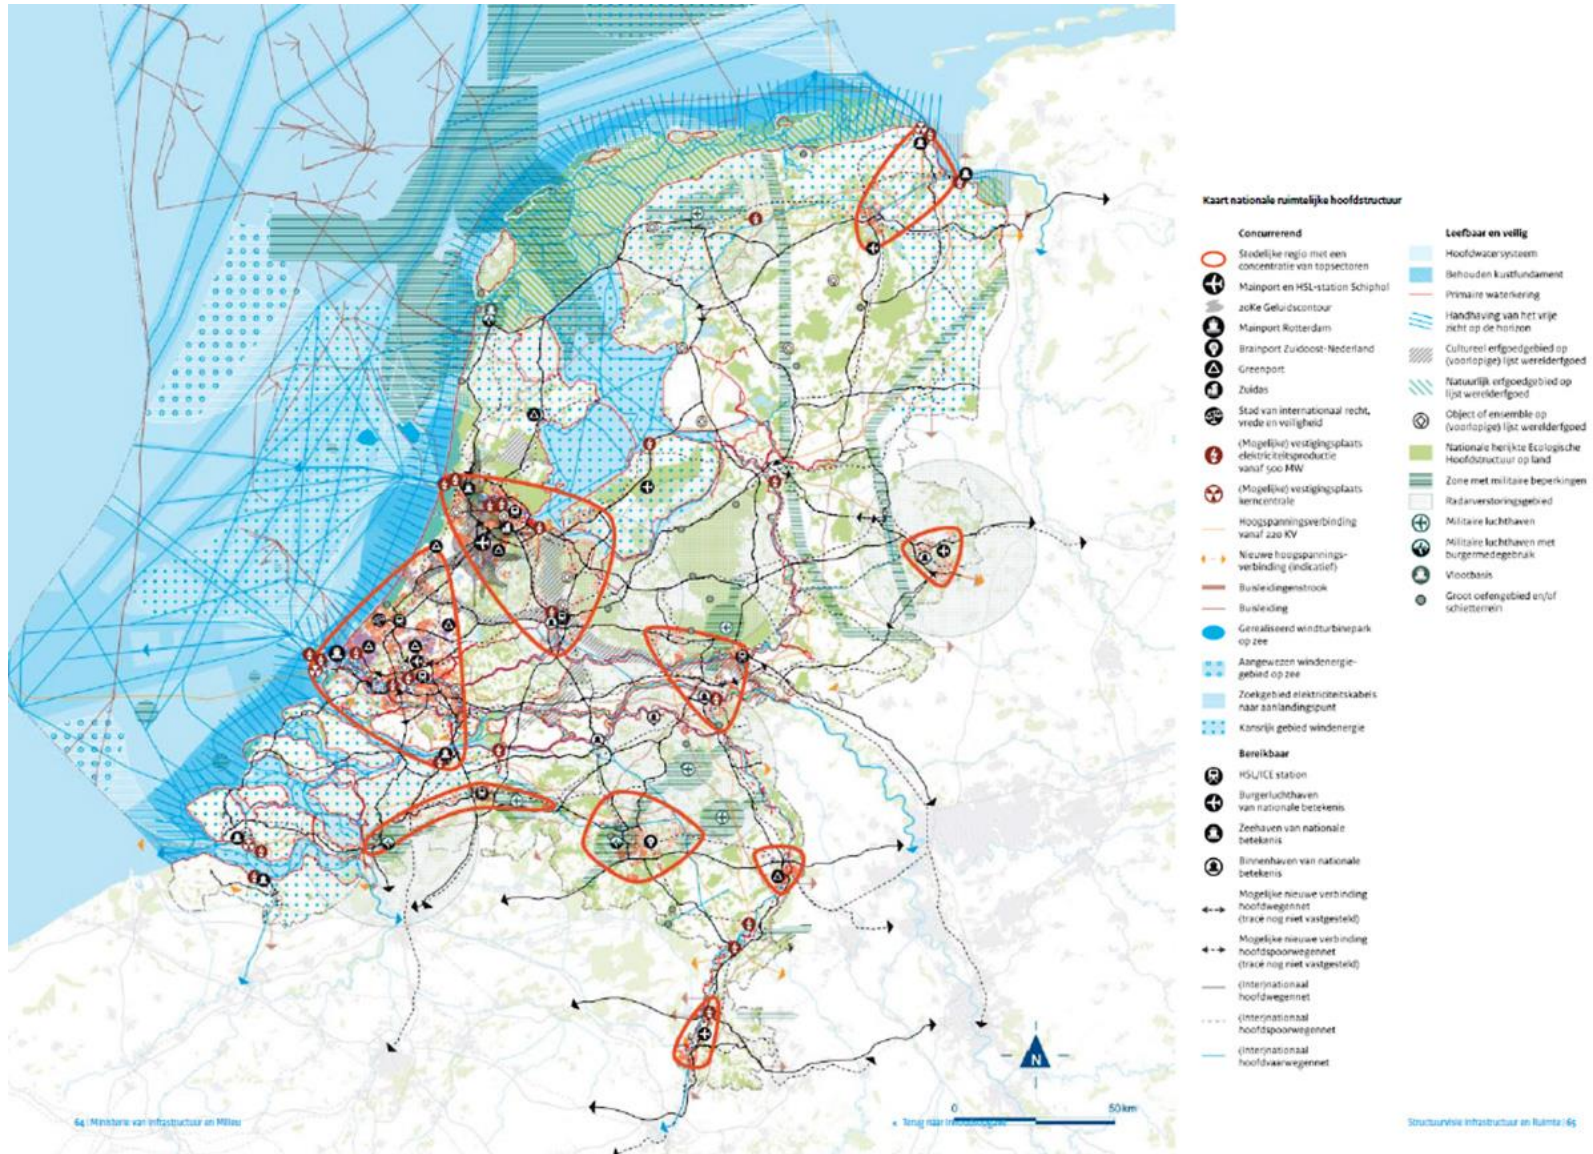 Kaart nationale ruimtelijke hoofdstructuur
Concurrerend
Stedelijke regio met een
concentratie van topsectoren
Mainport en HSL-station Schiphol
20Ke Geluidscontour
Mainport Rotterdam
Brainport Zuidoost-Nederland
Greenport
Zuidas
Stad van internationaal recht,
vrede en veiligheid
(Mogelijke) vestigingsplaats
elektriciteitsproductie
vanaf 500 MW
(Mogelijke) vestigingsplaats
kerncentrale
Hoogspanningsverbinding
vanaf 220 KV
Nieuwe hoogspannings-
verbinding (indicatief)
Buisleidingenstrook
Buisleiding
Gerealiseerd windturbinepark
op zee
Aangewezen windenergie-
gebied op zee
Zoekgebied elektriciteitskabels
naar aanlandingspunt
Kansrijk gebied windenergie
Bereikbaar
HSL/ICE station
Burgerluchthaven
van nationale betekenis
Zeehaven van nationale
betekenis
Binnenhaven van nationale
betekenis
Mogelijke nieuwe verbinding
hoofdwegennet
(tracé nog niet vastgesteld)
Mogelijke nieuwe verbinding
hoofdspoorwegennet
(tracé nog niet vastgesteld)
(Inter)nationaal
hoofdwegennet
(Inter)nationaal
hoofdspoorwegennet
(Inter)nationaal
hoofdvaarwegennet
Leefbaar en veilig
Hoofdwatersysteem
Behouden kustfundament
Primaire waterkering
Handhaving van het vrije
zicht op de horizon
Cultureel erfgoedgebied op
(voorlopige) lijst werelderfgoed
Natuurlijk erfgoedgebied op
lijst werelderfgoed
Object of ensemble op
(voorlopige) lijst werelderfgoed
Nationale herijkte Ecologische
Hoofdstructuur op land
Zone met militaire beperkingen
Radarverstoringsgebied
Militaire luchthaven
Militaire luchthaven met
burgermedegebruik
Vlootbasis
Groot oefengebied en/of
schietterrein
N
0 50 km
64 | Ministerie van Infrastructuur en Milieu
« Terug naar inhoudsopgave
Structuurvisie Infrastructuur en Ruimte | 65